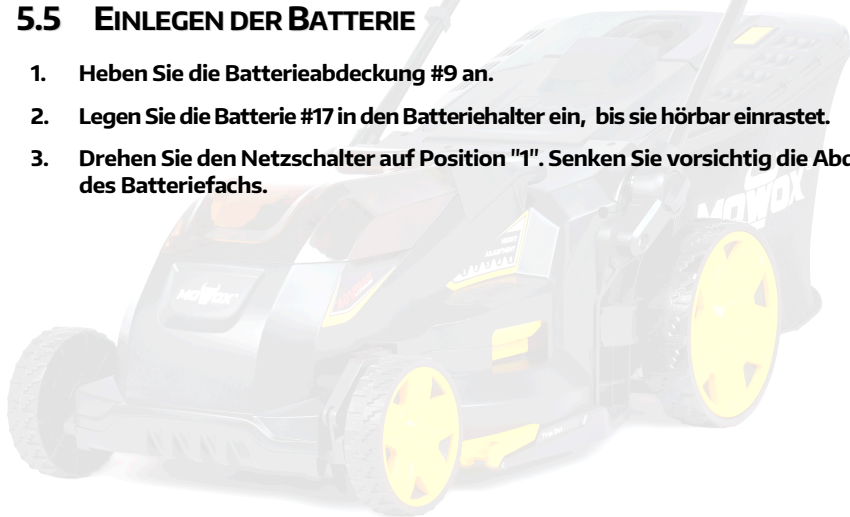 5.5 EINLEGEN DER BATTERIE
1. Heben Sie die Batterieabdeckung #9 an.
2. Legen Sie die Batterie #17 in den Batteriehalter ein, bis sie hörbar einrastet.
3. Drehen Sie den Netzschalter auf Position "1". Senken Sie vorsichtig die
des Batteriefachs.
MOWOX
MOWOX